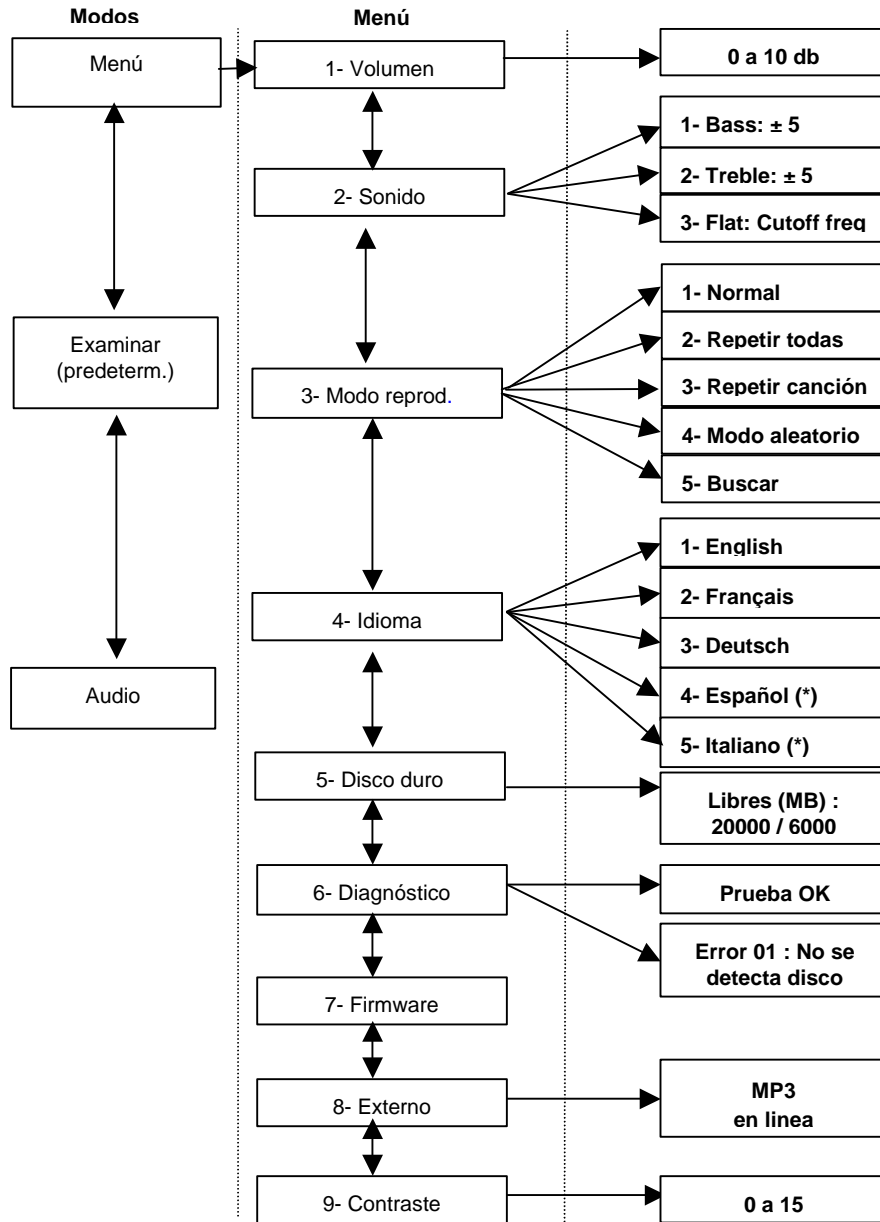 Modos
Menú
Menú
1- Volumen
0 a 10 db
1- Bass: ± 5
2- Sonido
2- Treble: ± 5
3- Flat: Cutoff freq
1- Normal
Examinar
(predeterm.)
2- Repetir todas
3- Modo reprod.
3- Repetir canción
4- Modo aleatorio
5- Buscar
1- English
4- Idioma
2- Français
3- Deutsch
Audio
4- Español (*)
5- Italiano (*)
5- Disco duro
Libres (MB) :
20000 / 6000
6- Diagnóstico
Prueba OK
Error 01 : No se
detecta disco
7- Firmware
8- Externo
MP3
en linea
9- Contraste
0 a 15